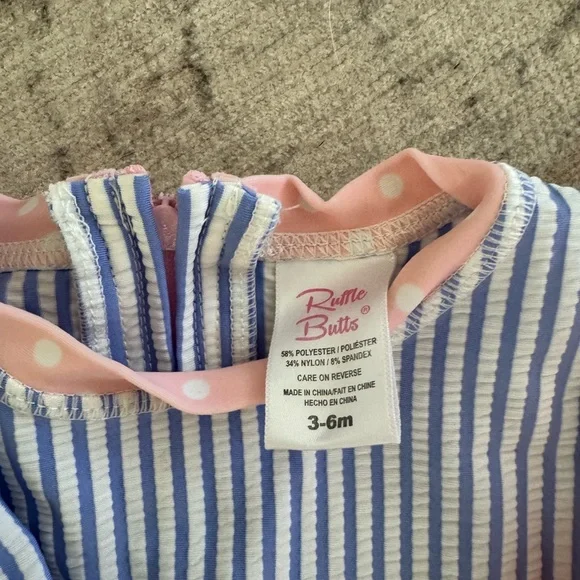 Ruffle
Butts®
58% POLYESTER / POLIÉSTER
34% NYLON / 8% SPANDEX
CARE ON REVERSE
MADE IN CHINA/FAIT EN CHINE
HECHO EN CHINA
3-6m